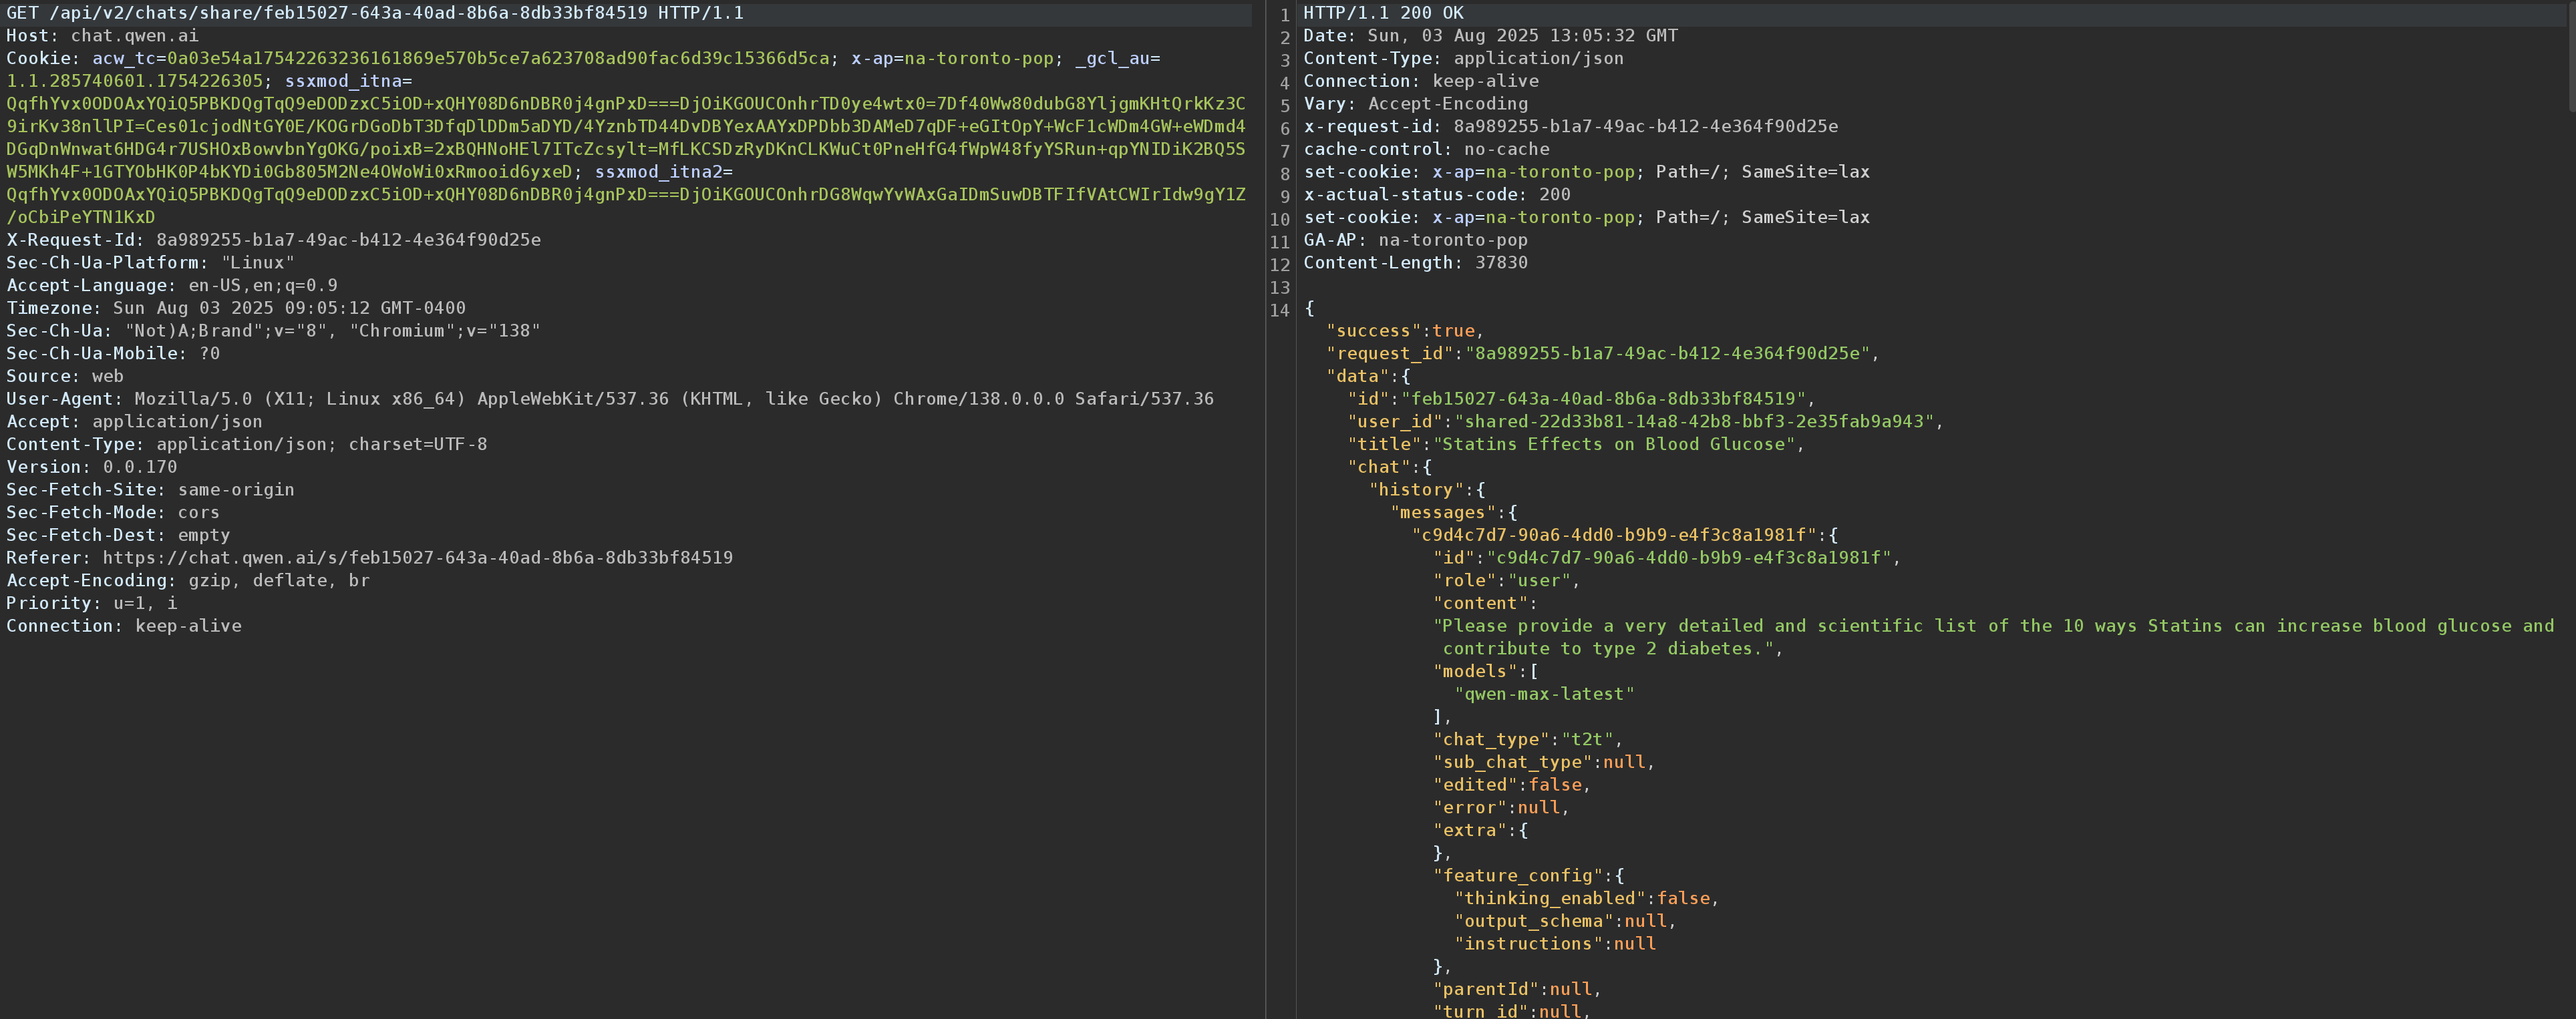 GET /api/v2/chats/share/feb15027-643a-40ad-8b6a-8db33bf84519 HTTP/1.1
Host: chat.qwen.ai
Cookie: acw_tc=0a03e54a17542263236161869e570b5ce7a623708ad90fac6d39c15366d5ca; x-ap=na-toronto-pop; _gcl_au=
1.1.285740601.1754226305; ssxmod_itna=
QqfhYvx0ODOAxYQiQ5PBKDQgTqQ9eDODzxC5iOD+xQHY08D6nDBR0j4gnPxD===DjOiKGOUCOnhrTD0ye4wtx0=7Df40Ww80dubG8YljgmKHtQrkKz3C
9irKv38nllPI=Ces01cjodNtGY0E/KOGrDGoDbT3DfqDlDDm5aDYD/4YznbTD44DvDBYexAAYxDPDbb3DAMeD7qDF+eGItOpY+WcF1cWDm4GW+eWDmd4
DGqDnWnwat6HDG4r7USHOxBowvbnYgOKG/poixB=2xBQHNoHEl7ITcZcsylt=MfLKCSDzRyDKnCLKWuCt0PneHfG4fWpW48fyYSRun+qpYNIDiK2BQ5S
W5MKh4F+1GTYObHK0P4bKYDi0Gb805M2Ne4OWoWi0xRmooid6yxeD; ssxmod_itna2=
QqfhYvx0ODOAxYQiQ5PBKDQgTqQ9eDODzxC5iOD+xQHY08D6nDBR0j4gnPxD===DjOiKGOUCOnhrDG8WqwYvWAxGaIDmSuwDBTFIfVAtCWIrIdw9gY1Z
/oCbiPeYTN1KxD
X-Request-Id: 8a989255-b1a7-49ac-b412-4e364f90d25e
Sec-Ch-Ua-Platform: "Linux"
Accept-Language: en-US,en;q=0.9
Timezone: Sun Aug 03 2025 09:05:12 GMT-0400
Sec-Ch-Ua: "Not)A;Brand";v="8", "Chromium";v="138"
Sec-Ch-Ua-Mobile: ?0
Source: web
User-Agent: Mozilla/5.0 (X11; Linux x86_64) AppleWebKit/537.36 (KHTML, like Gecko) Chrome/138.0.0.0 Safari/537.36
Accept: application/json
Content-Type: application/json; charset=UTF-8
Version: 0.0.170
Sec-Fetch-Site: same-origin
Sec-Fetch-Mode: cors
Sec-Fetch-Dest: empty
Referer: https://chat.qwen.ai/s/feb15027-643a-40ad-8b6a-8db33bf84519
Accept-Encoding: gzip, deflate, br
Priority: u=1, i
Connection: keep-alive
1 HTTP/1.1 200 OK
2 Date: Sun, 03 Aug 2025 13:05:32 GMT
3 Content-Type: application/json
4 Connection: keep-alive
5 Vary: Accept-Encoding
6 x-request-id: 8a989255-b1a7-49ac-b412-4e364f90d25e
7 cache-control: no-cache
8 set-cookie: x-ap=na-toronto-pop; Path=/; SameSite=lax
9 x-actual-status-code: 200
10 set-cookie: x-ap=na-toronto-pop; Path=/; SameSite=lax
11 GA-AP: na-toronto-pop
12 Content-Length: 37830
13
14 {
"success":true,
"request_id":"8a989255-b1a7-49ac-b412-4e364f90d25e",
"data":{
"id":"feb15027-643a-40ad-8b6a-8db33bf84519",
"user_id":"shared-22d33b81-14a8-42b8-bbf3-2e35fab9a943",
"title":"Statins Effects on Blood Glucose",
"chat":{
"history":{
"messages":{
"c9d4c7d7-90a6-4dd0-b9b9-e4f3c8a1981f":{
"id":"c9d4c7d7-90a6-4dd0-b9b9-e4f3c8a1981f",
"role":"user",
"content":
"Please provide a very detailed and scientific list of the 10 ways Statins can increase blood glucose and
contribute to type 2 diabetes.",
"models":[
"qwen-max-latest"
],
"chat_type":"t2t",
"sub_chat_type":null,
"edited":false,
"error":null,
"extra":{
},
"feature_config":{
"thinking_enabled":false,
"output_schema":null,
"instructions":null
},
"parentId":null,
"turn_id":null,